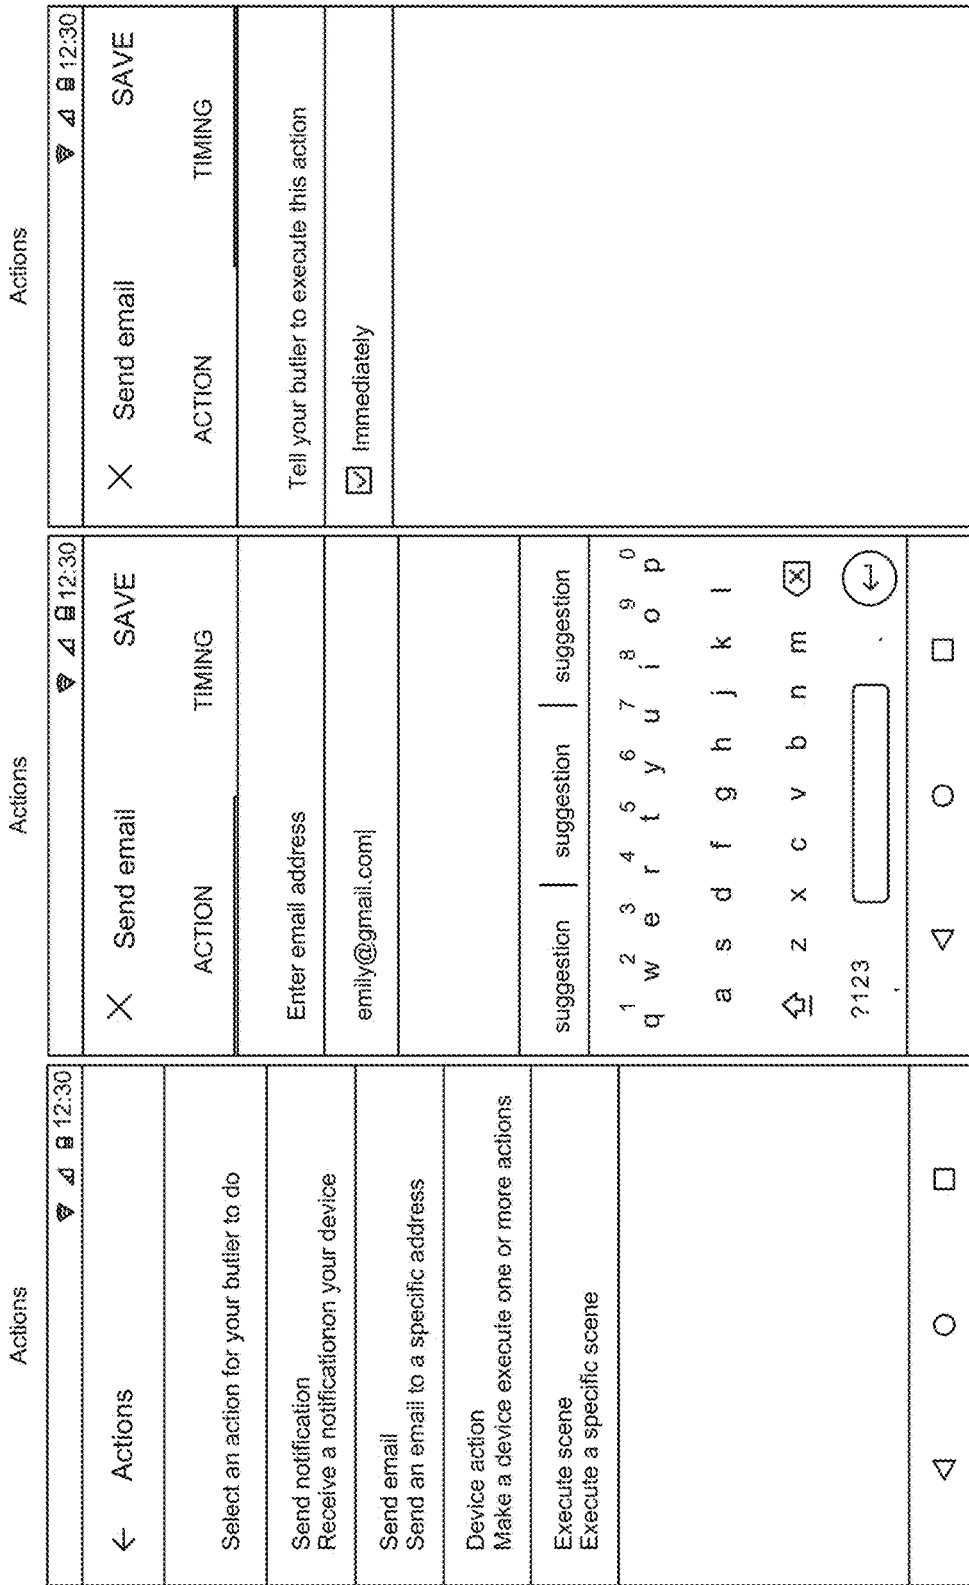 Actions
12:30
← Actions
Select an action for your butler to do
Send notification
Receive a notificationon your device
Send email
Send an email to a specific address
Device action
Make a device execute one or more actions
Execute scene
Execute a specific scene
Actions
12:30
Send email SAVE
ACTION TIMING
Enter email address
emily@gmail.com
suggestion | suggestion | suggestion
1 2 3 4 5 6 7 8 9 0
q w e r t y u i o p
a s d f g h j k l
z x c v b n m
?123 , .
Actions
12:30
Send email SAVE
ACTION TIMING
Tell your butler to execute this action
Immediately